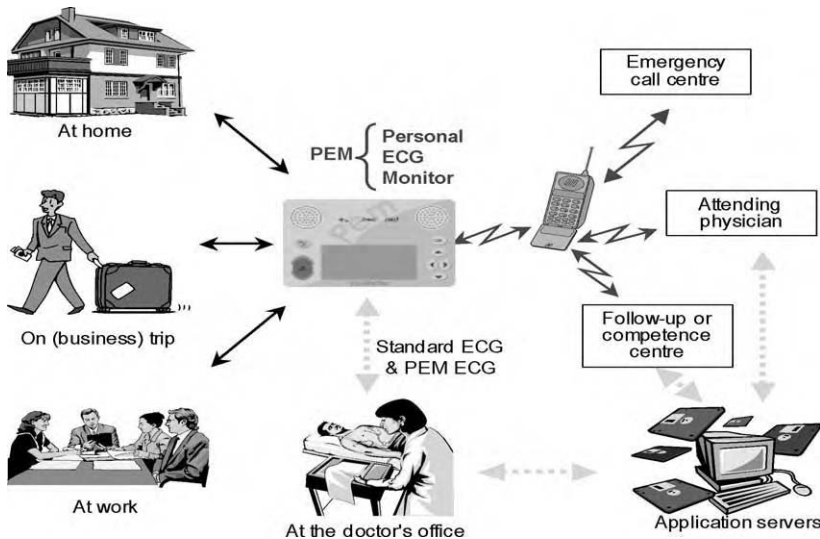 Emergency
call centre
At home
PEM
Personal
ECG
Monitor
Pem
Attending
physician
On (business) trip
Standard ECG
& PEM ECG
Follow-up or
competence
centre
At work
At the doctor's office
Application servers